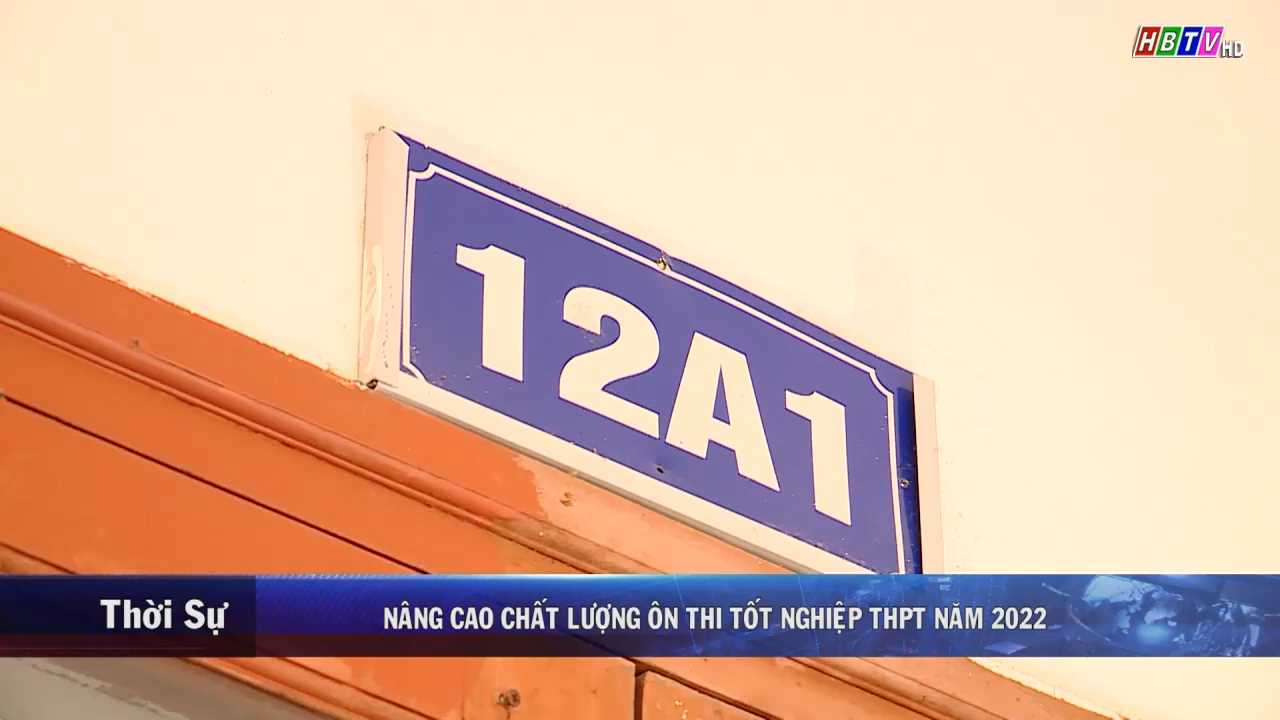 HBTV HD
12A1
Thời Sự
NÂNG CAO CHẤT LƯỢNG ÔN THI TỐT NGHIỆP THPT NĂM 2022